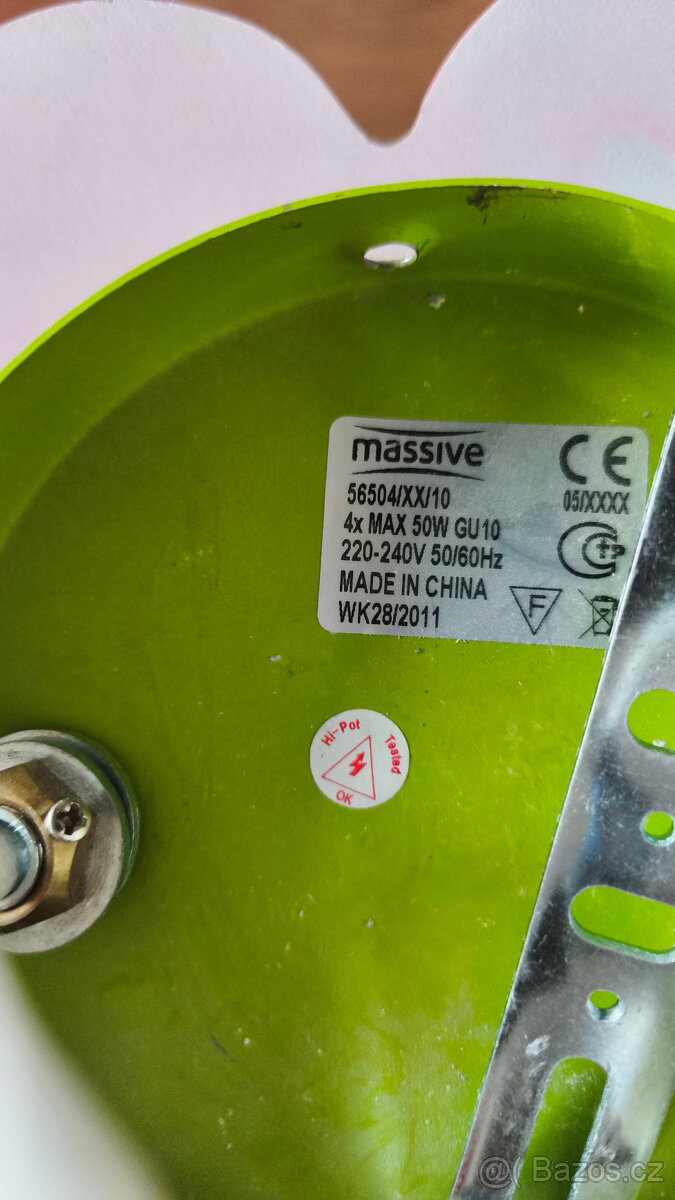 massive
CE
56504/XX/10
05/XXXX
4x MAX 50W GU10
220-240V 50/60Hz
MADE IN CHINA
WK28/2011
F
Hi-Pot
Tested
OK
@( Bazos.cz